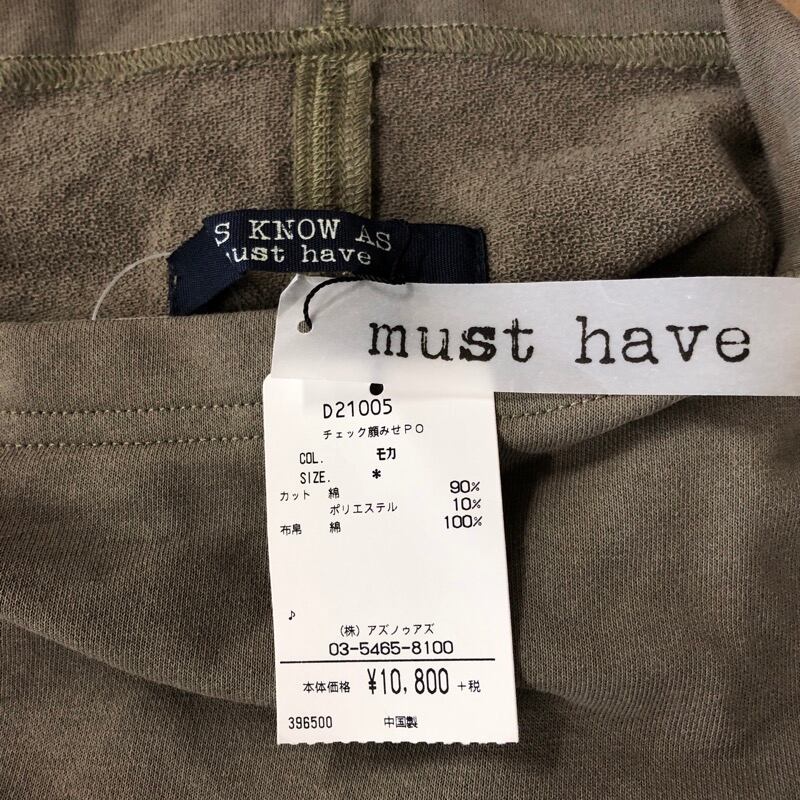 S KNOW AS
ust have
must have
D21005
チェック顔みせPO
COL. モカ
SIZE. *
カット 綿 90%
ポリエステル 10%
布帛 綿 100%
♪
(株) アズノゥアズ
03-5465-8100
本体価格 ¥10,800 +税
396500 中国製